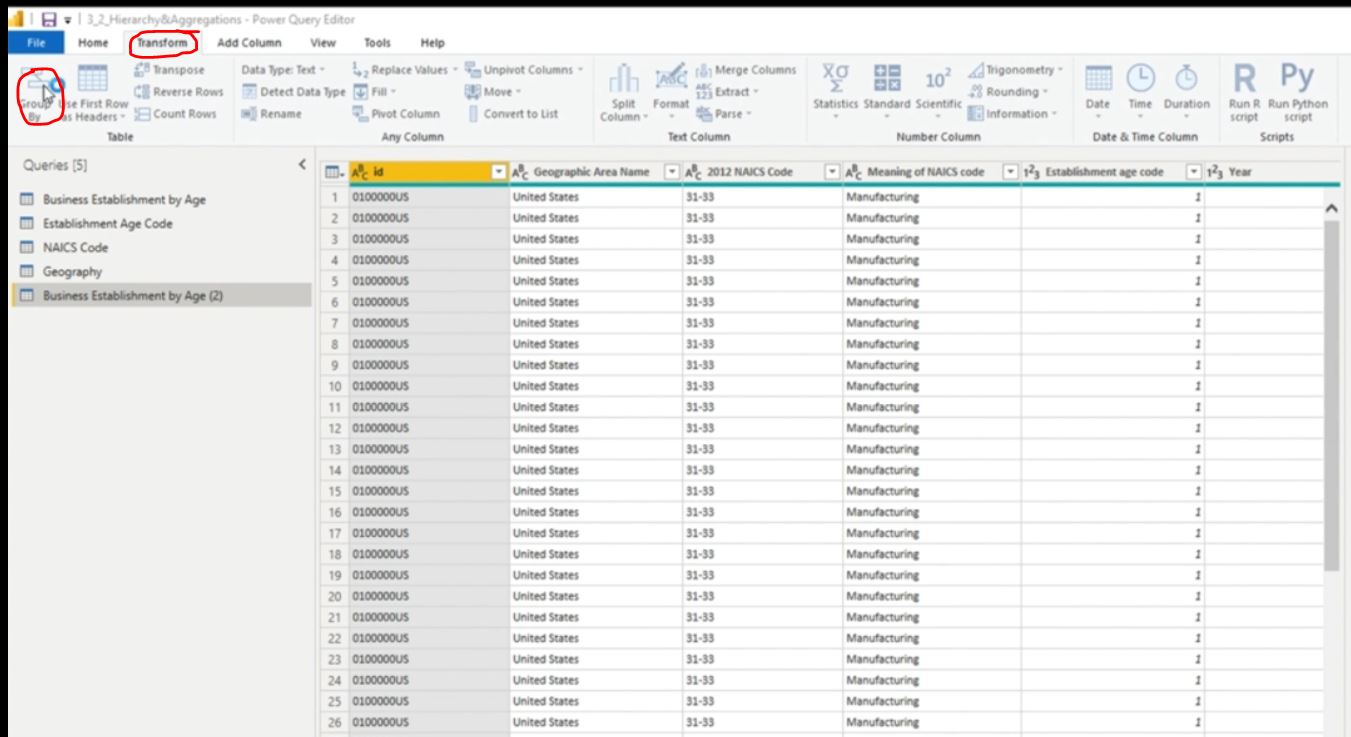 3_2_Hierarchy&Aggregations - Power Query Editor
File Home Transform Add Column View Tools Help
Group By
Use First Row as Headers
Transpose
Reverse Rows
Count Rows
Table
Data Type: Text
Detect Data Type
Rename
Replace Values
Fill
Pivot Column
Unpivot Columns
Move
Convert to List
Any Column
Split Column
Format
Merge Columns
Extract
Parse
Text Column
Statistics
Standard
10² Scientific
Trigonometry
Rounding
Information
Number Column
Date
Time
Duration
Date & Time Column
R Run R script
Py Run Python script
Scripts
Queries [5]
Business Establishment by Age
Establishment Age Code
NAICS Code
Geography
Business Establishment by Age (2)
ABC id ABC Geographic Area Name ABC 2012 NAICS Code ABC Meaning of NAICS code 123 Establishment age code 123 Year
1 0100000US United States 31-33 Manufacturing 1
2 0100000US United States 31-33 Manufacturing 1
3 0100000US United States 31-33 Manufacturing 1
4 0100000US United States 31-33 Manufacturing 1
5 0100000US United States 31-33 Manufacturing 1
6 0100000US United States 31-33 Manufacturing 1
7 0100000US United States 31-33 Manufacturing 1
8 0100000US United States 31-33 Manufacturing 1
9 0100000US United States 31-33 Manufacturing 1
10 0100000US United States 31-33 Manufacturing 1
11 0100000US United States 31-33 Manufacturing 1
12 0100000US United States 31-33 Manufacturing 1
13 0100000US United States 31-33 Manufacturing 1
14 0100000US United States 31-33 Manufacturing 1
15 0100000US United States 31-33 Manufacturing 1
16 0100000US United States 31-33 Manufacturing 1
17 0100000US United States 31-33 Manufacturing 1
18 0100000US United States 31-33 Manufacturing 1
19 0100000US United States 31-33 Manufacturing 1
20 0100000US United States 31-33 Manufacturing 1
21 0100000US United States 31-33 Manufacturing 1
22 0100000US United States 31-33 Manufacturing 1
23 0100000US United States 31-33 Manufacturing 1
24 0100000US United States 31-33 Manufacturing 1
25 0100000US United States 31-33 Manufacturing 1
26 0100000US United States 31-33 Manufacturing 1